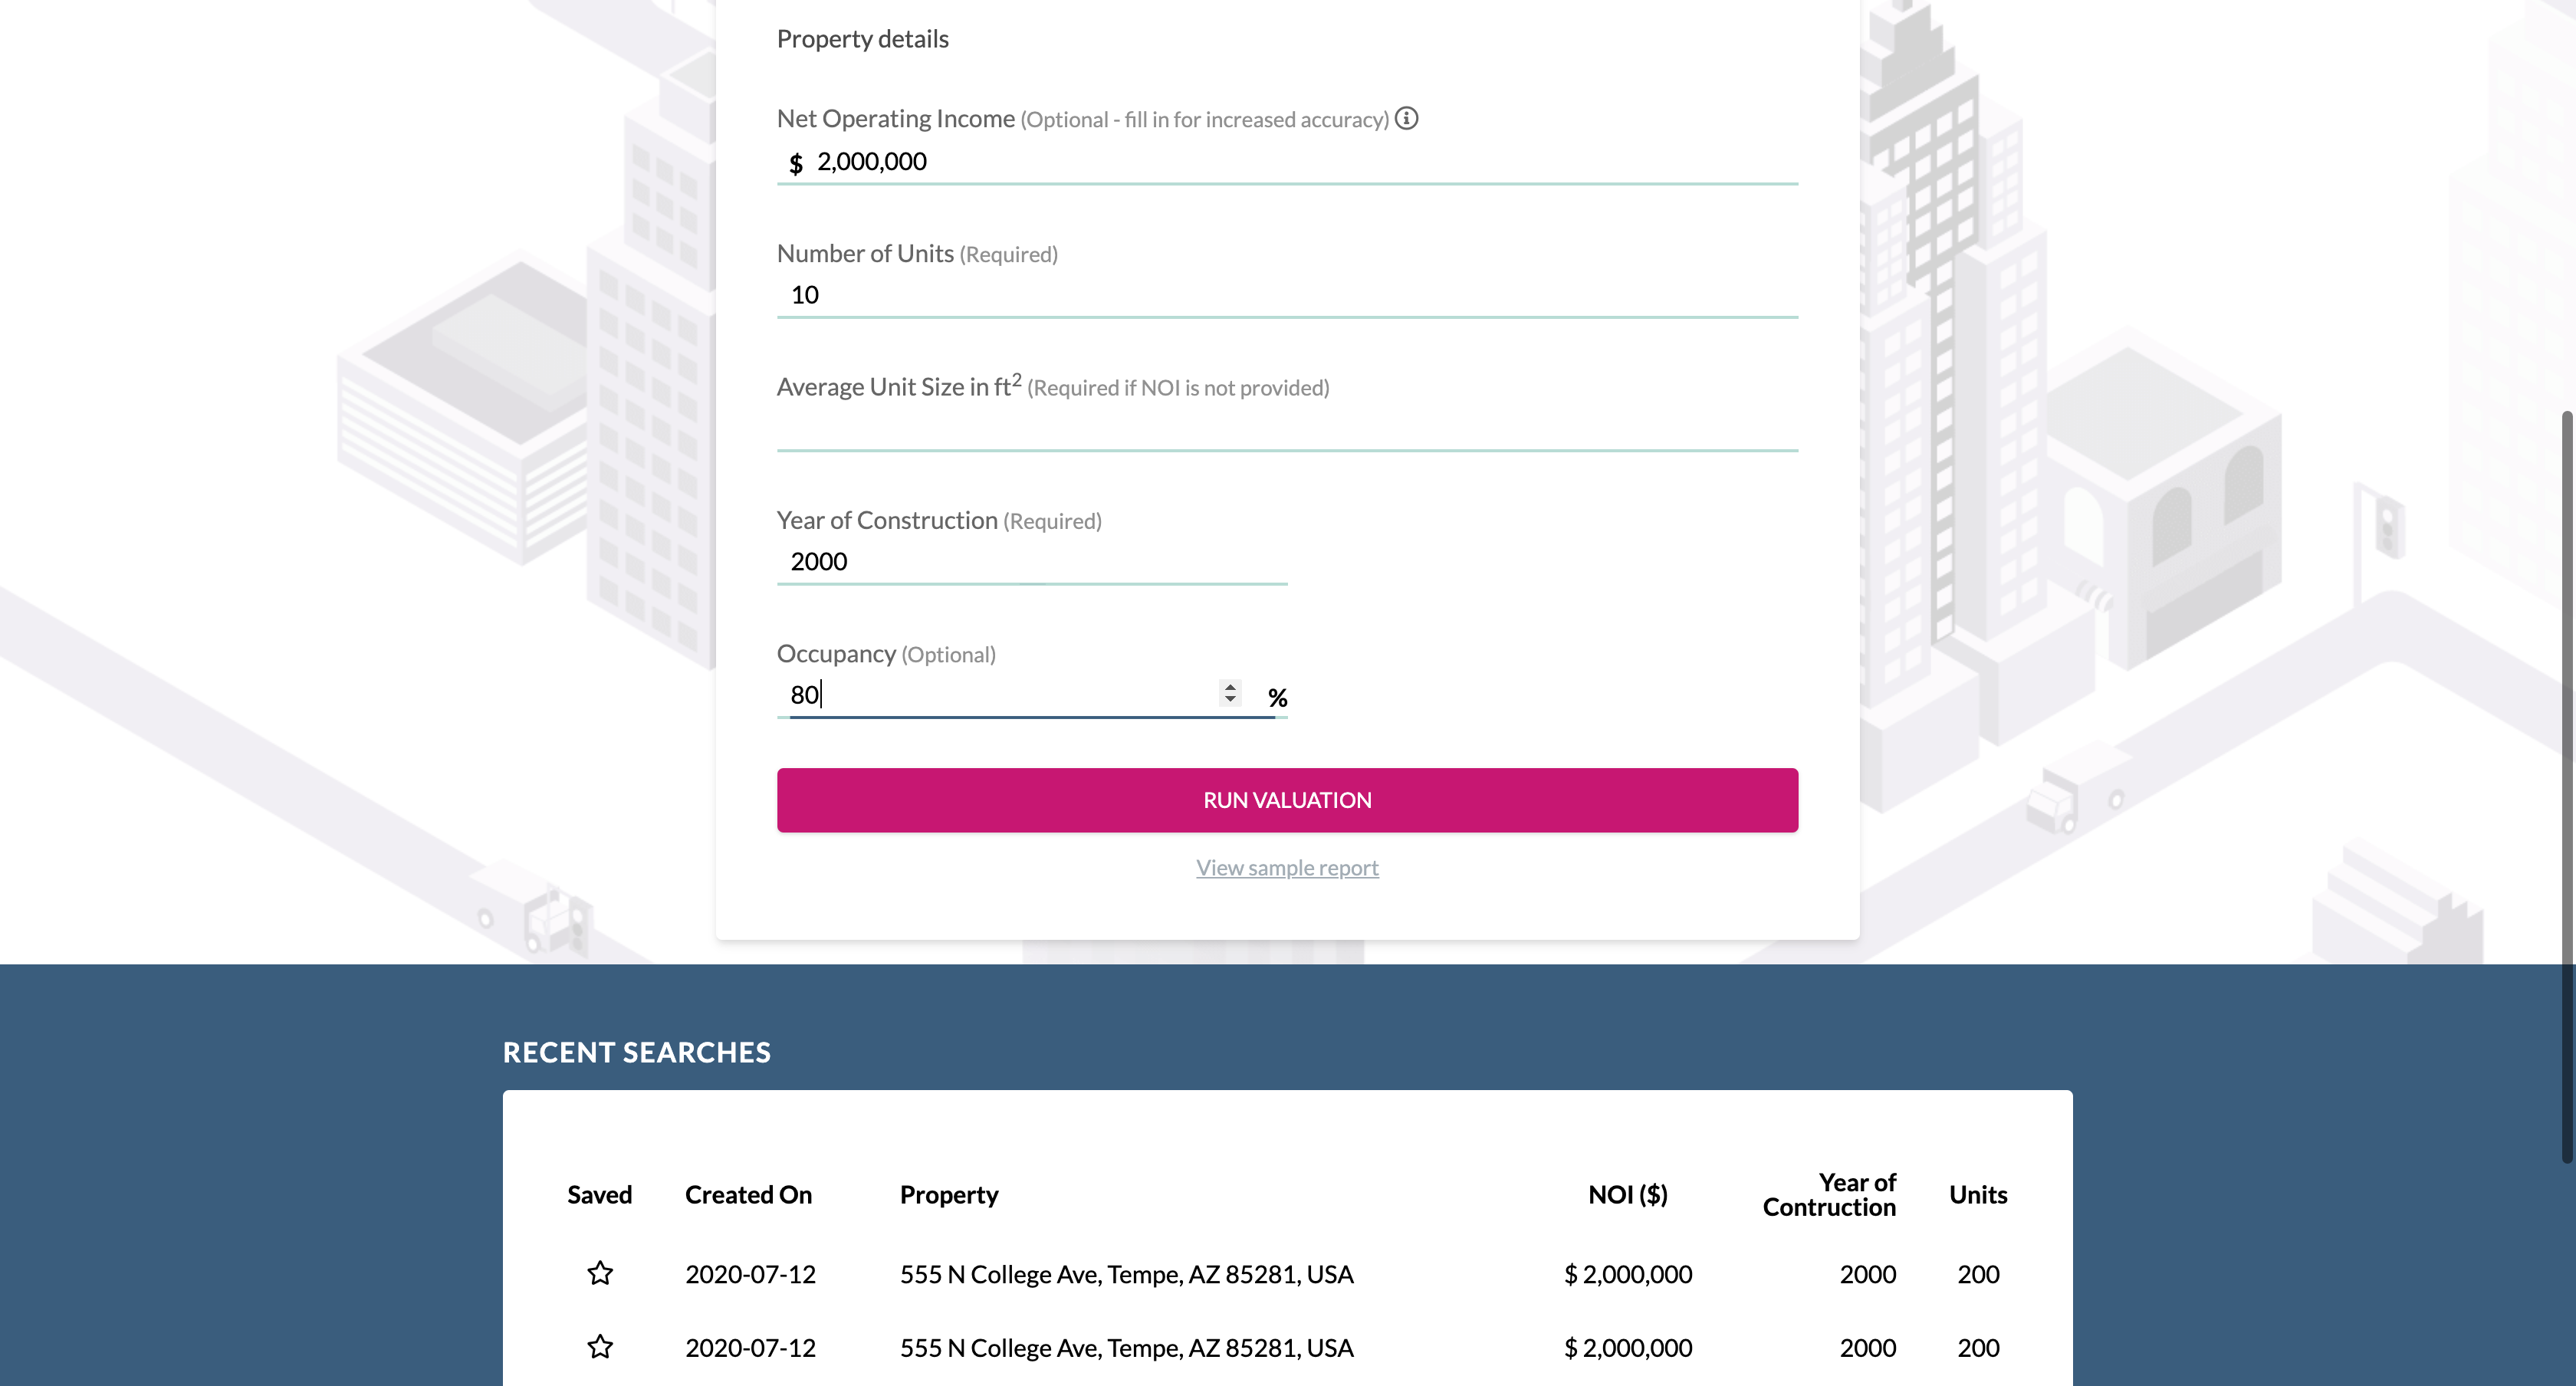 Property details
Net Operating Income (Optional - fill in for increased accuracy)
$ 2,000,000
Number of Units (Required)
10
Average Unit Size in ft² (Required if NOI is not provided)
Year of Construction (Required)
2000
Occupancy (Optional)
80 %
RUN VALUATION
View sample report
RECENT SEARCHES
Saved Created On Property NOI ($) Year of Contruction Units
2020-07-12 555 N College Ave, Tempe, AZ 85281, USA $ 2,000,000 2000 200
2020-07-12 555 N College Ave, Tempe, AZ 85281, USA $ 2,000,000 2000 200